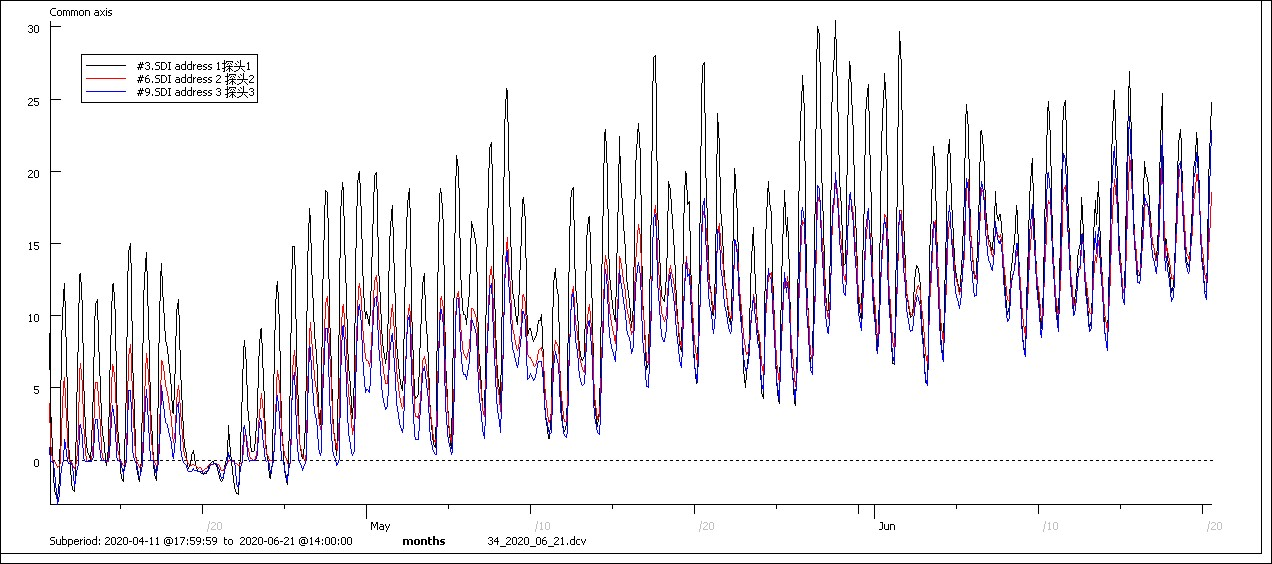 Common axis
30
#3.SDI address 1探头1
#6.SDI address 2 探头2
#9.SDI address 3 探头3
25
20
15
10
5
0
/20 May /10 /20 Jun /10 /20
Subperiod: 2020-04-11 @17:59:59 to 2020-06-21 @14:00:00 months 34_2020_06_21.dcv